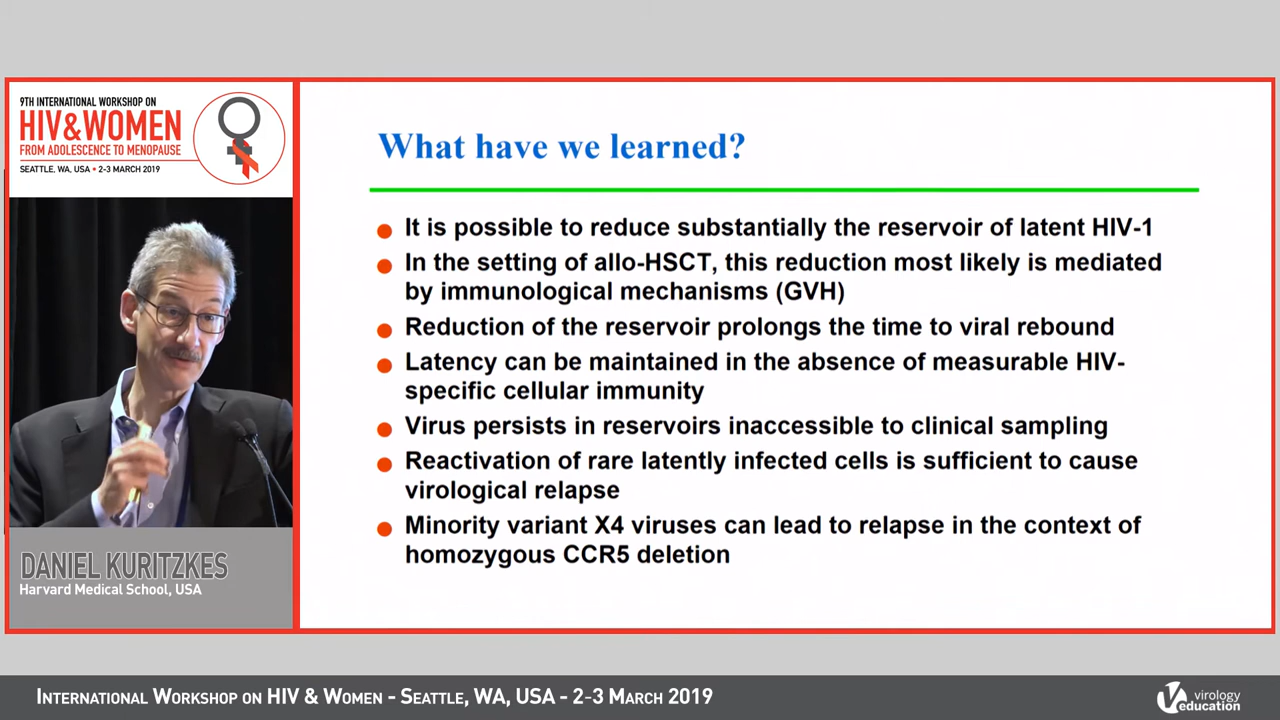 9TH INTERNATIONAL WORKSHOP ON
HIV&WOMEN
FROM ADOLESCENCE TO MENOPAUSE
SEATTLE, WA, USA • 2-3 MARCH 2019
DANIEL KURITZKES
Harvard Medical School, USA
What have we learned?
It is possible to reduce substantially the reservoir of latent HIV-1
In the setting of allo-HSCT, this reduction most likely is mediated
by immunological mechanisms (GVH)
Reduction of the reservoir prolongs the time to viral rebound
Latency can be maintained in the absence of measurable HIV-
specific cellular immunity
Virus persists in reservoirs inaccessible to clinical sampling
Reactivation of rare latently infected cells is sufficient to cause
virological relapse
Minority variant X4 viruses can lead to relapse in the context of
homozygous CCR5 deletion
INTERNATIONAL WORKSHOP ON HIV & WOMEN - SEATTLE, WA, USA - 2-3 MARCH 2019
virology
education